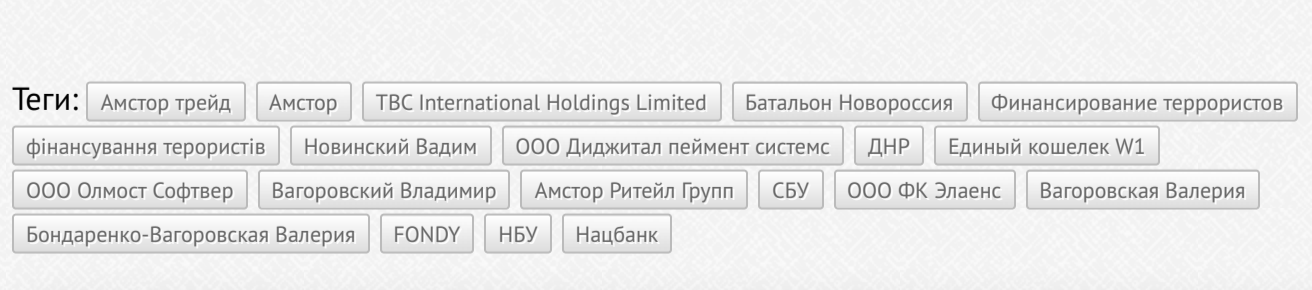 Теги: Амстор трейд Амстор TBC International Holdings Limited Батальон Новороссия Финансирование террористов
фінансування терористів Новинский Вадим ООО Диджитал пеймент системс ДНР Единый кошелек W1
ООО Олмост Софтвер Вагоровский Владимир Амстор Ритейл Групп СБУ ООО ФК Элаенс Вагоровская Валерия
Бондаренко-Вагоровская Валерия FONDY НБУ Нацбанк